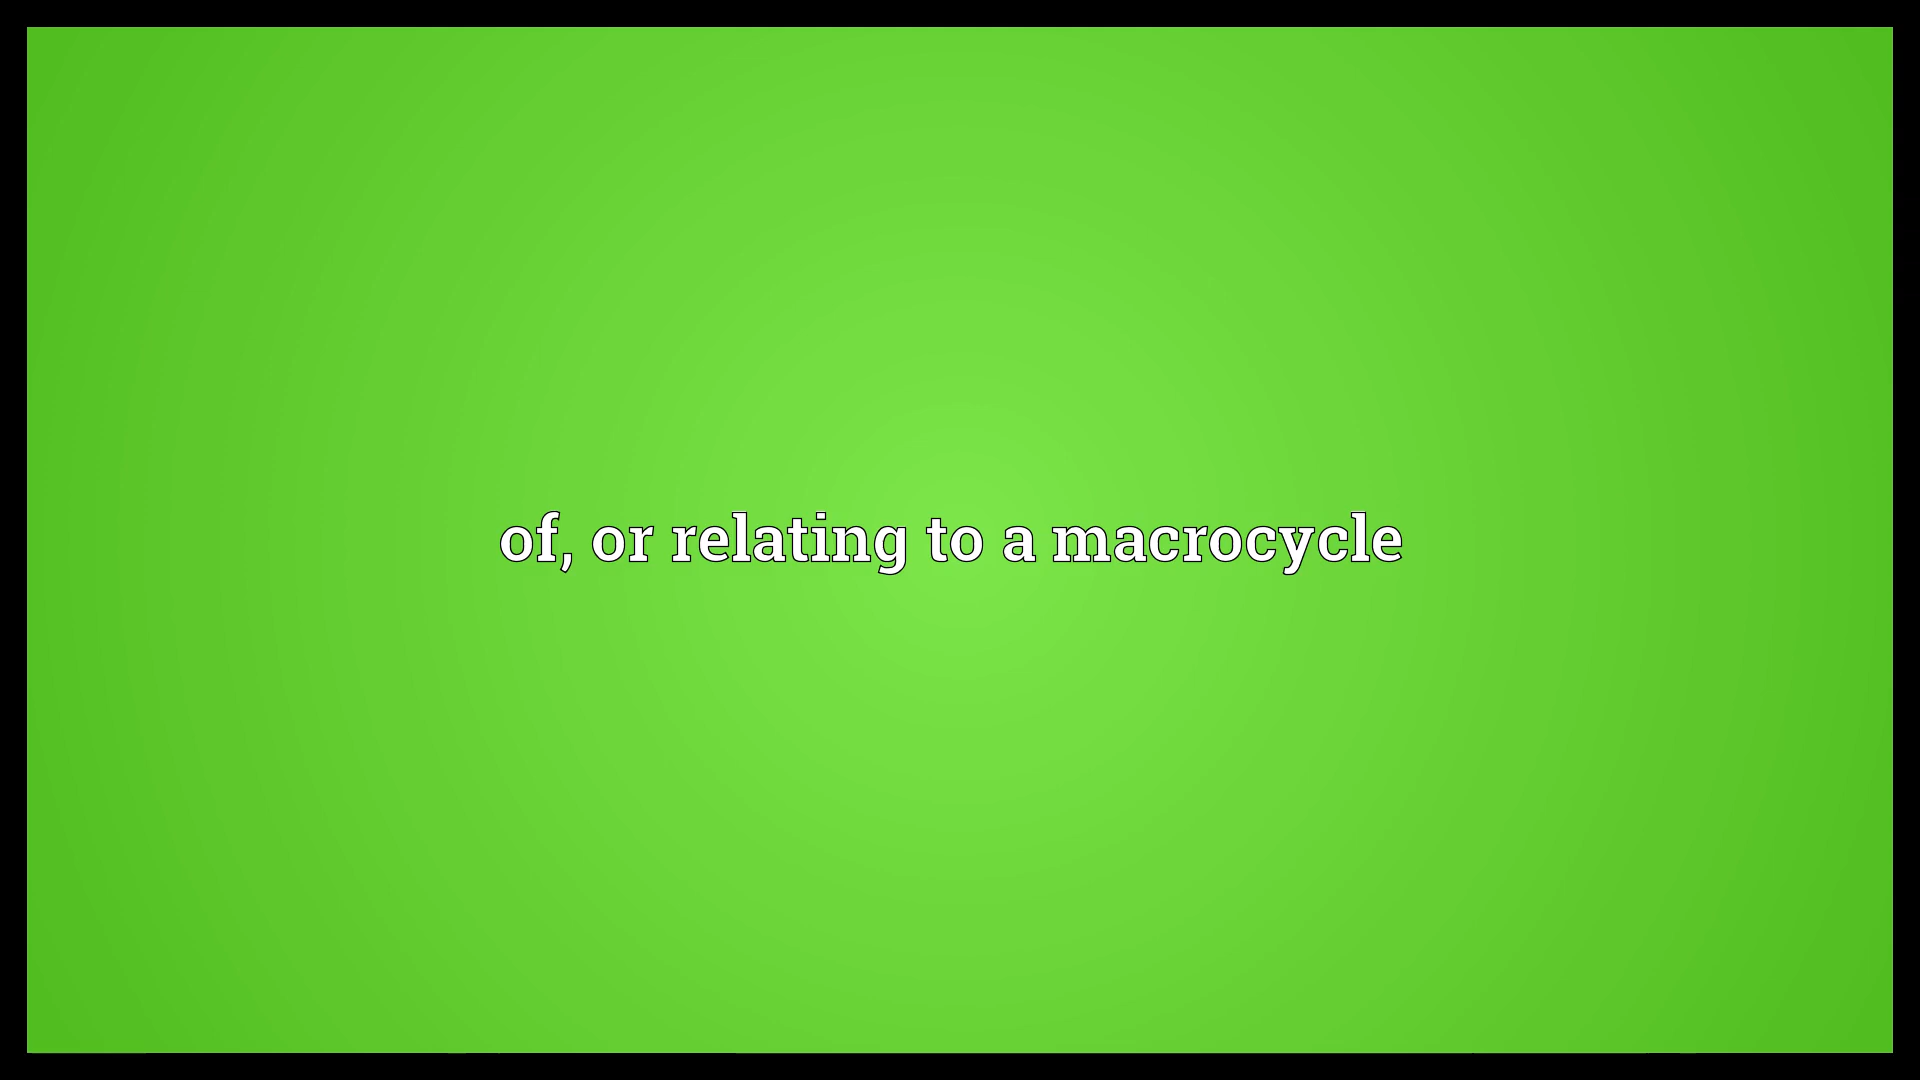 of, or relating to a macrocycle